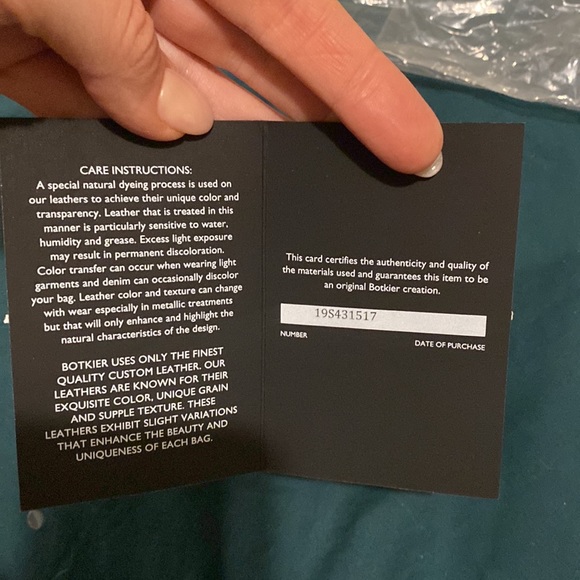 CARE INSTRUCTIONS:
A special natural dyeing process is used on
our leathers to achieve their unique color and
transparency. Leather that is treated in this
manner is particularly sensitive to water,
humidity and grease. Excess light exposure
may result in permanent discoloration.
Color transfer can occur when wearing light
garments and denim can occasionally discolor
your bag. Leather color and texture can change
with wear especially in metallic treatments
but that will only enhance and highlight the
natural characteristics of the design.
BOTKIER USES ONLY THE FINEST
QUALITY CUSTOM LEATHER. OUR
LEATHERS ARE KNOWN FOR THEIR
EXQUISITE COLOR, UNIQUE GRAIN
AND SUPPLE TEXTURE. THESE
LEATHERS EXHIBIT SLIGHT VARIATIONS
THAT ENHANCE THE BEAUTY AND
UNIQUENESS OF EACH BAG.
This card certifies the authenticity and quality of
the materials used and guarantees this item to be
an original Botkier creation.
19S431517
NUMBER
DATE OF PURCHASE